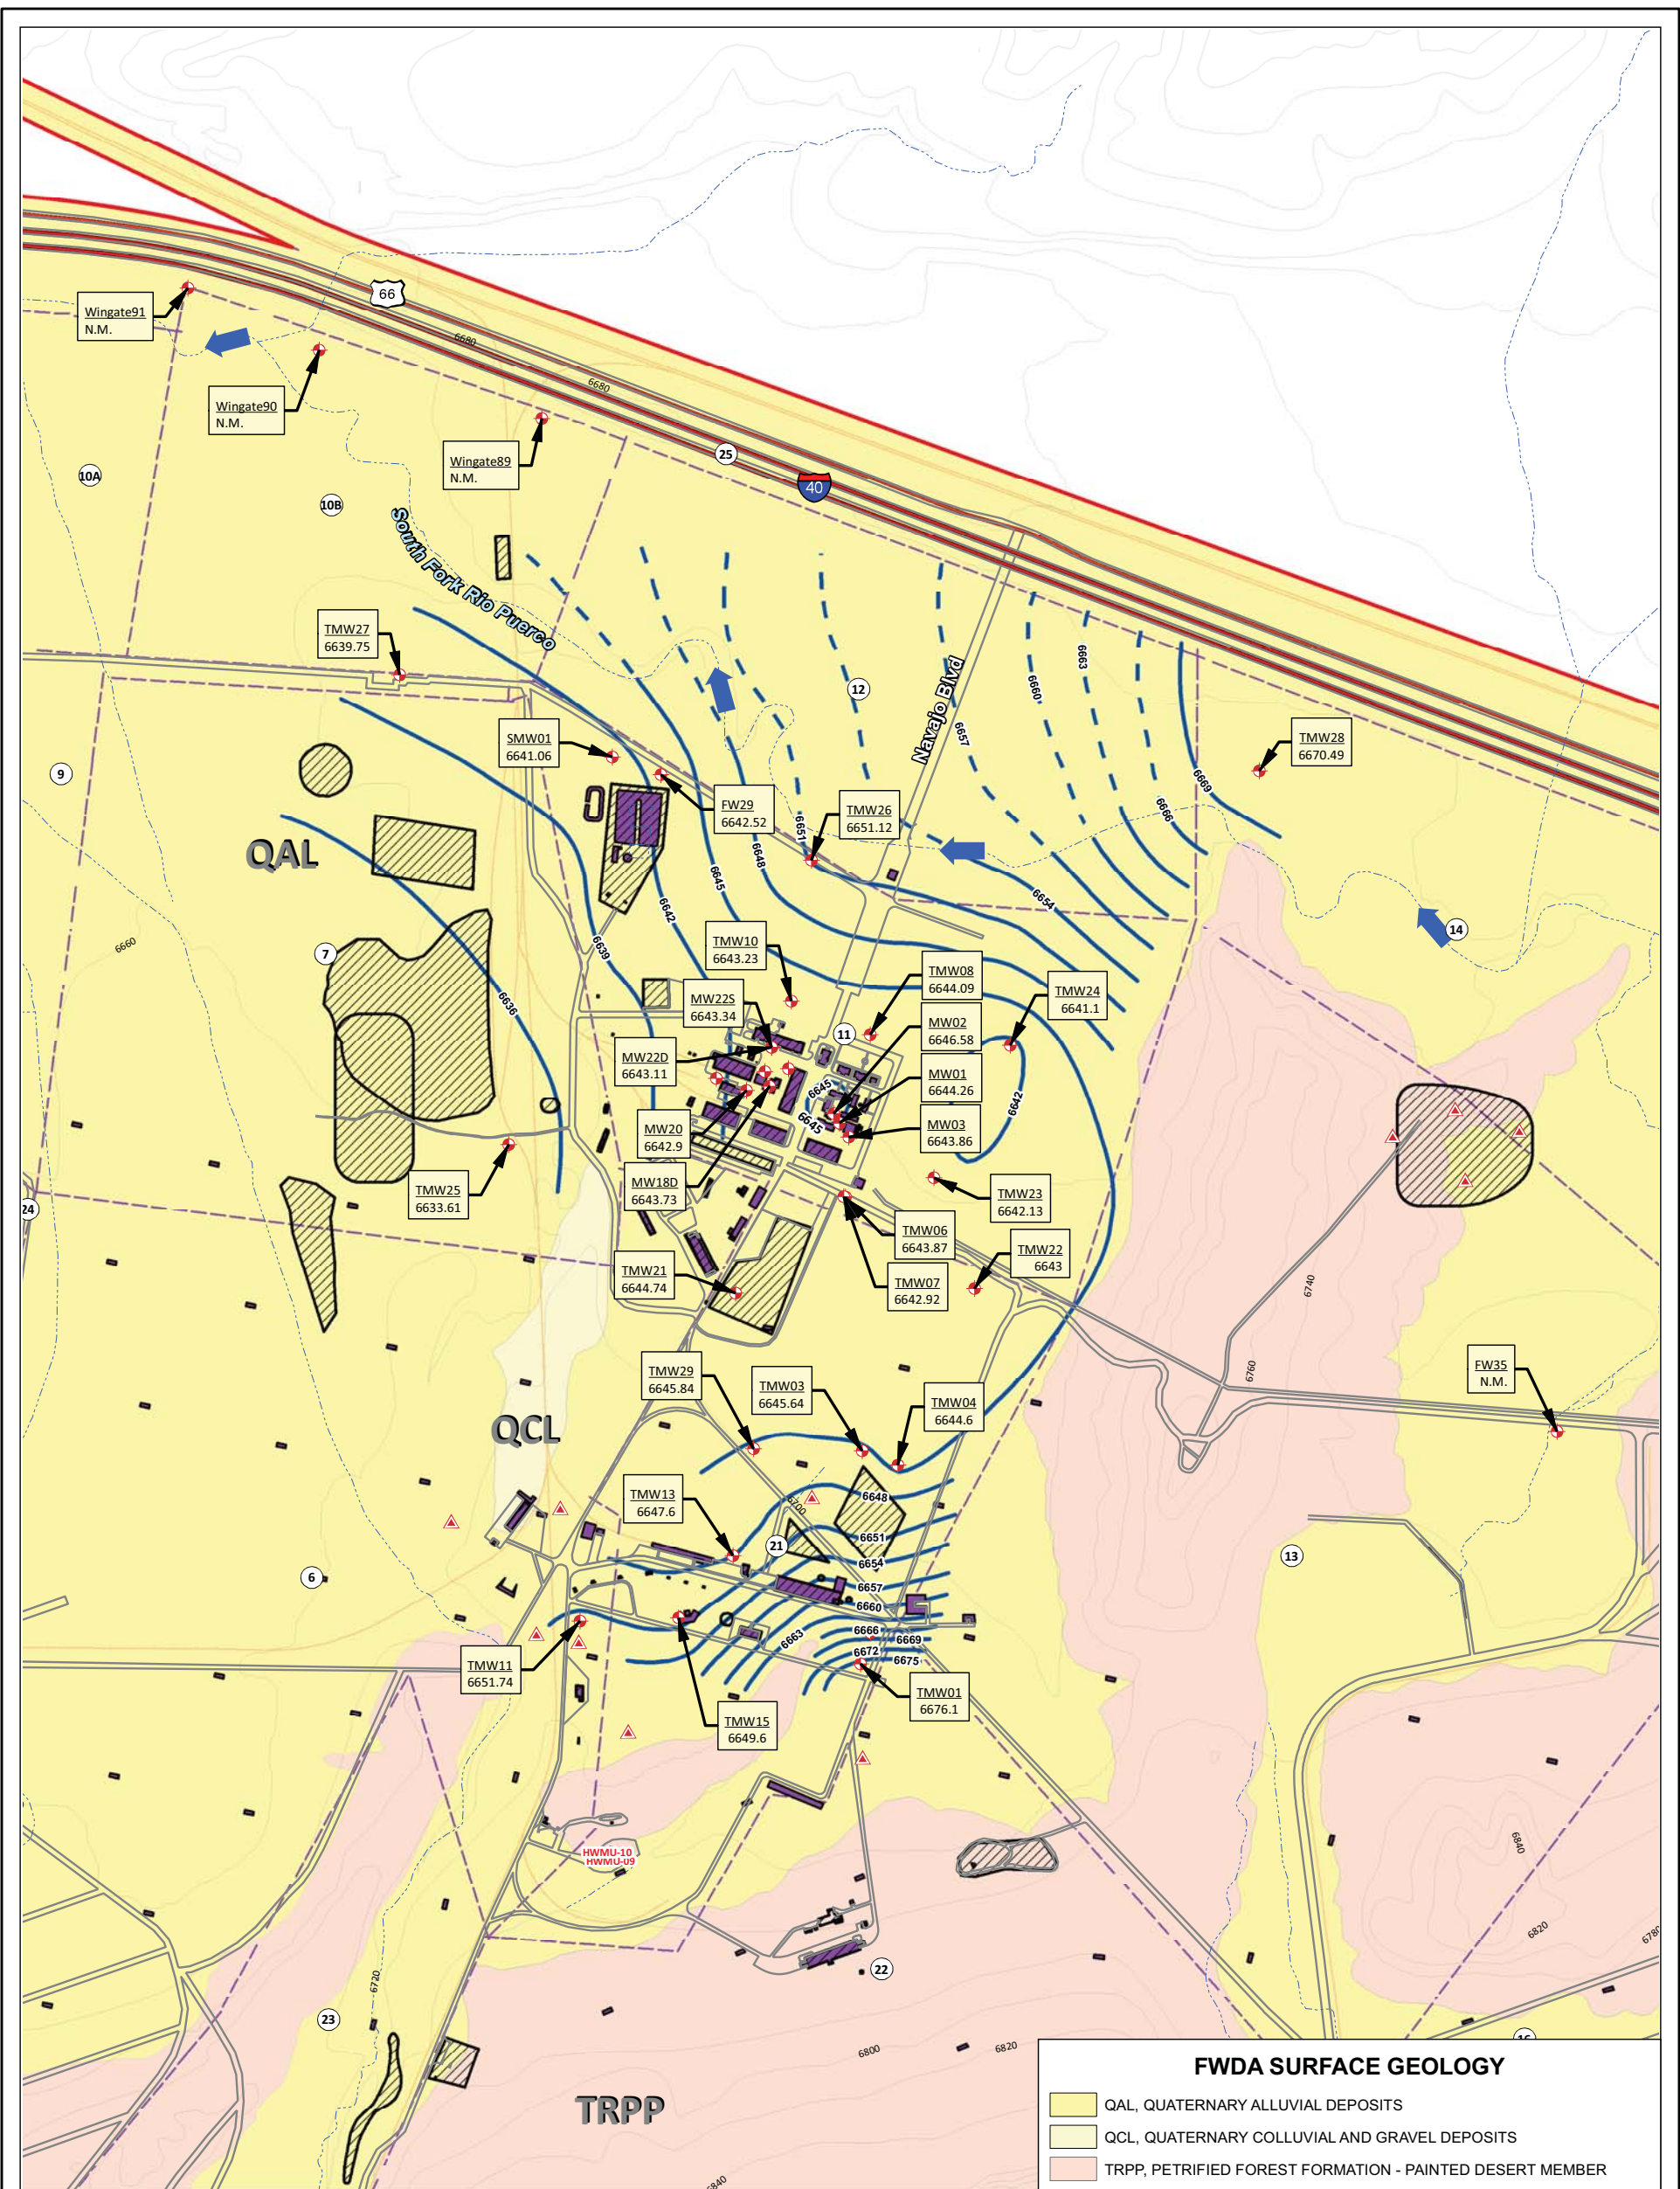 66
6680
6680
Wingate91
N.M.
Wingate90
N.M.
Wingate89
N.M.
25
40
10A
10B
South Fork Rio Puerco
TMW27
6639.75
12
Navajo Blvd
6663
6660
6657
SMW01
6641.06
TMW28
6670.49
9
6669
6666
FW29
6642.52
TMW26
6651.12
6651
6648
6645
QAL
6642
6654
6639
6660
7
14
TMW10
6643.23
TMW08
6644.09
TMW24
6641.1
MW22S
6643.34
MW02
6646.58
11
6636
MW22D
6643.11
MW01
6644.26
6645
6645
6642
MW20
6642.9
MW03
6643.86
MW18D
6643.73
TMW25
6633.61
TMW23
6642.13
24
TMW06
6643.87
TMW22
6643
TMW21
6644.74
TMW07
6642.92
6740
6760
FW35
N.M.
TMW29
6645.84
TMW03
6645.64
TMW04
6644.6
QCL
TMW13
6647.6
6700
6648
21
6651
6654
6657
6660
13
6
6663
6666
6669
6672
6675
TMW11
6651.74
TMW01
6676.1
TMW15
6649.6
HWMU-10
HWMU-09
6840
6820
6780
22
6720
23
6800
6820
16
TRPP
6840
FWDA SURFACE GEOLOGY
QAL, QUATERNARY ALLUVIAL DEPOSITS
QCL, QUATERNARY COLLUVIAL AND GRAVEL DEPOSITS
TRPP, PETRIFIED FOREST FORMATION - PAINTED DESERT MEMBER